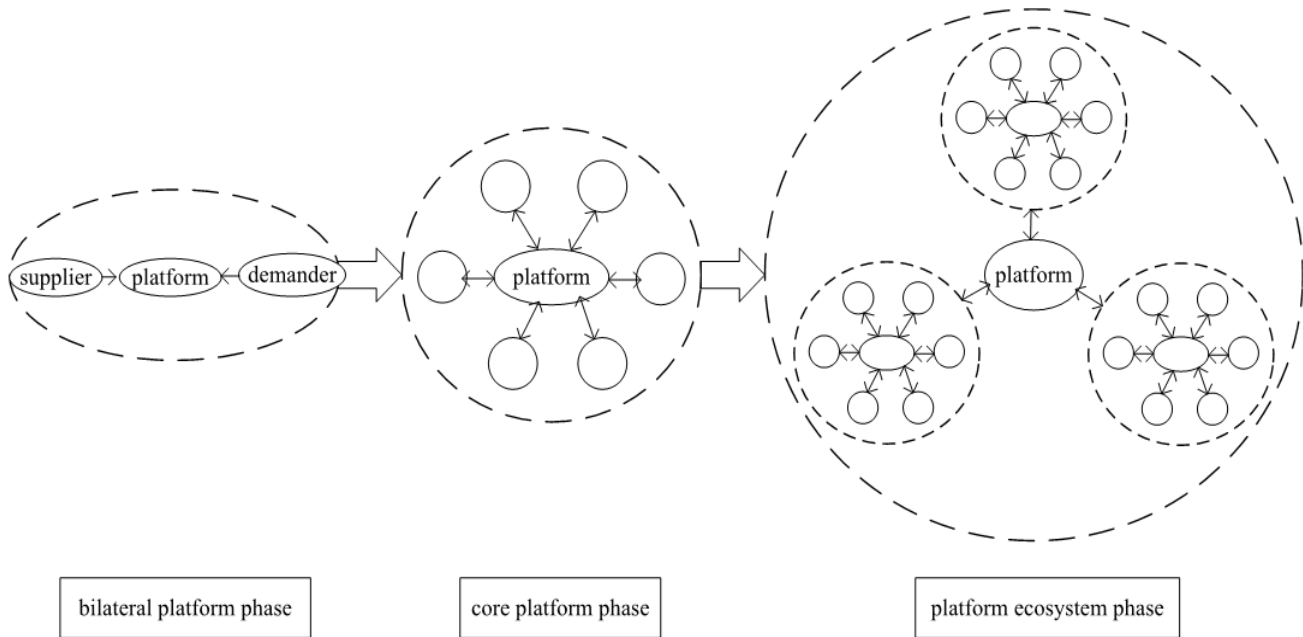 supplier
platform
demander
platform
platform
bilateral platform phase
core platform phase
platform ecosystem phase